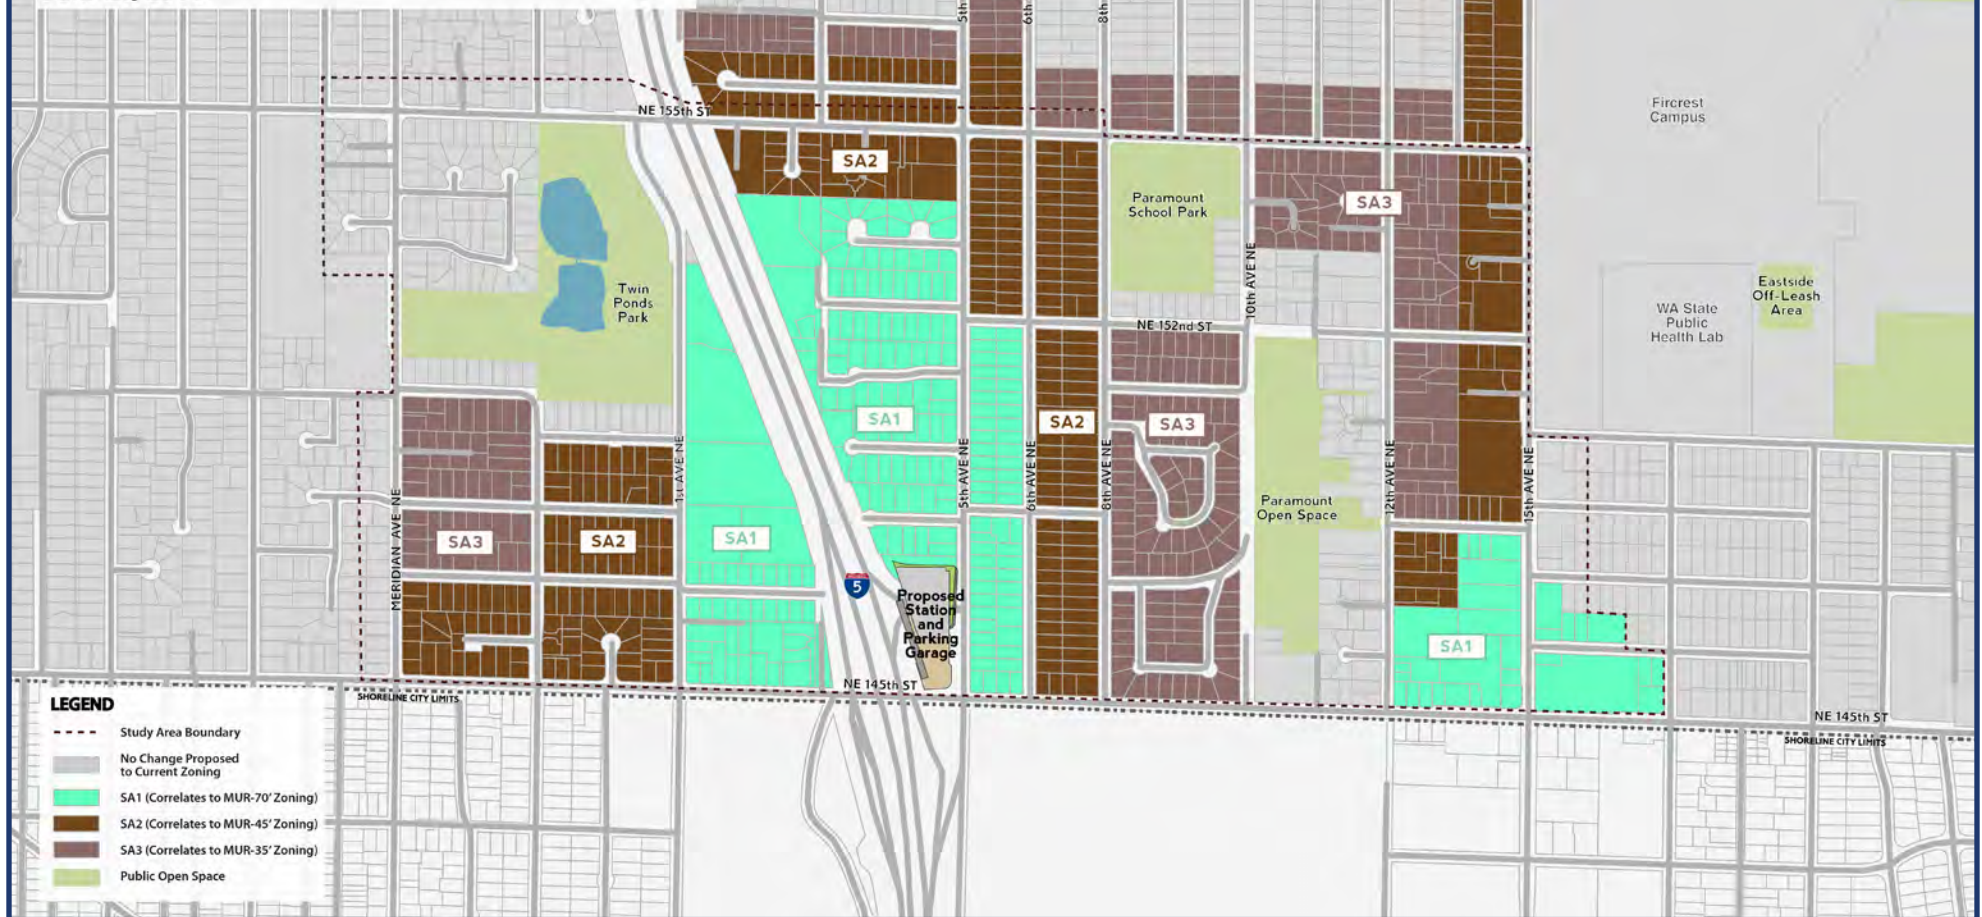 5th
6th
8th
NE 155th ST
Fircrest
Campus
SA2
Paramount
School Park
SA3
Twin
Ponds
Park
10th AVE NE
NE 152nd ST
Eastside
Off-Leash
Area
WA State
Public
Health Lab
SA1
SA2
SA3
1st AVE NE
5th AVE NE
6th AVE NE
8th AVE NE
12th AVE NE
15th AVE NE
Paramount
Open Space
MERIDIAN AVE NE
SA3
SA2
SA1
5
Proposed
Station
and
Parking
Garage
SA1
NE 145th ST
SHORELINE CITY LIMITS
NE 145th ST
SHORELINE CITY LIMITS
LEGEND
Study Area Boundary
No Change Proposed
to Current Zoning
SA1 (Correlates to MUR-70' Zoning)
SA2 (Correlates to MUR-45' Zoning)
SA3 (Correlates to MUR-35' Zoning)
Public Open Space